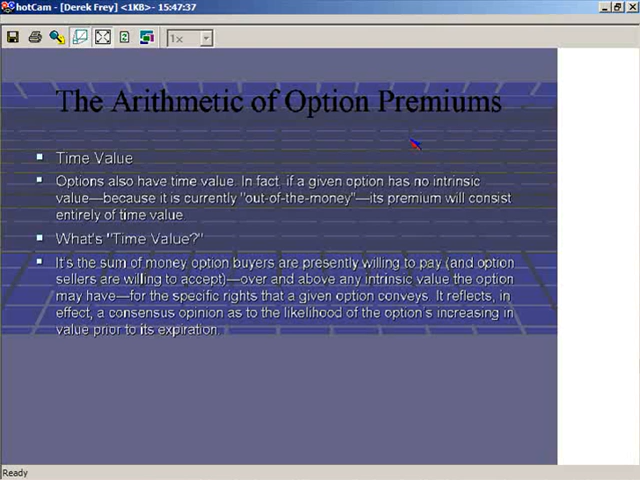 hotCam - [Derek Frey] <1KB>- 15:47:37
1x
The Arithmetic of Option Premiums
Time Value
Options also have time value. In fact, if a given option has no intrinsic
value—because it is currently "out-of-the-money"—its premium will consist
entirely of time value
What's "Time Value?"
It's the sum of money option buyers are presently willing to pay (and option
sellers are willing to accept)—over and above any intrinsic value the option
may have—for the specific rights that a given option conveys. It reflects, in
effect, a consensus opinion as to the likelihood of the option's increasing in
value prior to its expiration.
Ready